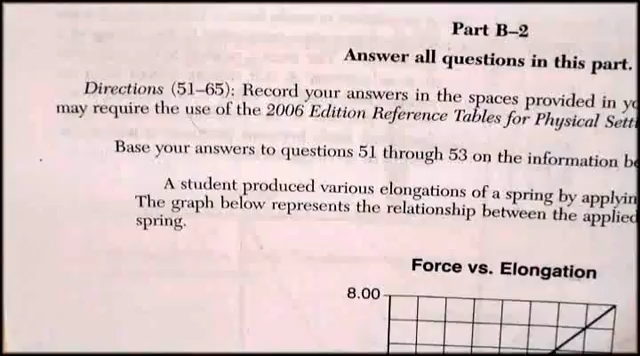 Part B–2
Answer all questions in this part.
Directions (51–65): Record your answers in the spaces provided in
may require the use of the 2006 Edition Reference Tables for Physical
Base your answers to questions 51 through 53 on the information
A student produced various elongations of a spring by
The graph below represents the relationship between the applied
spring.
Force vs. Elongation
8.00